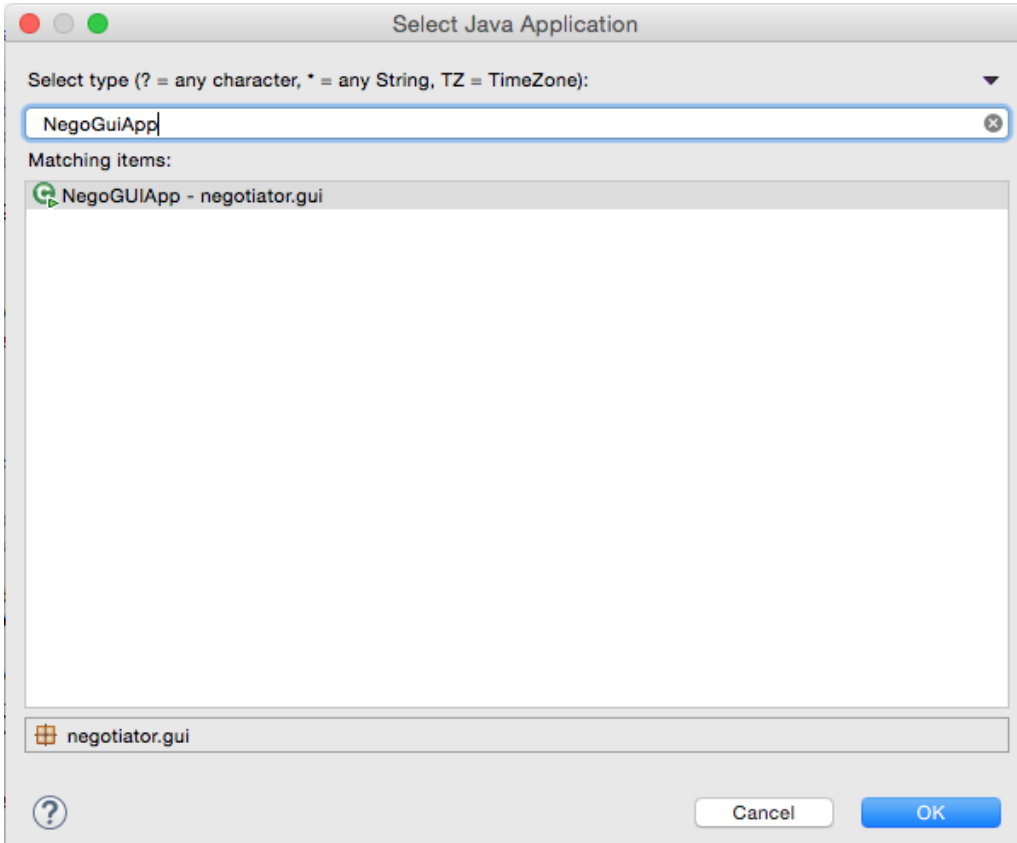 Select Java Application
Select type (? = any character, * = any String, TZ = TimeZone):
NegoGuiApp
Matching items:
NegoGUIApp - negotiator.gui
negotiator.gui
? Cancel OK